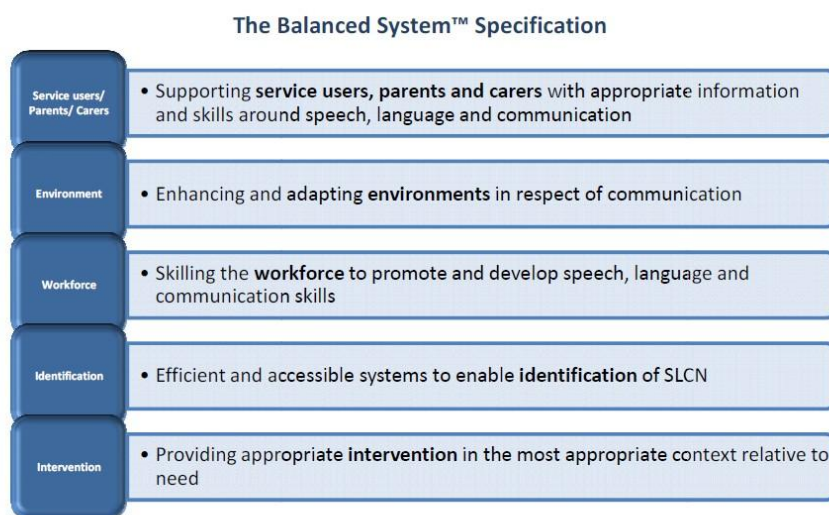 The Balanced System™ Specification
Service users/
Parents/ Carers
• Supporting service users, parents and carers with appropriate information
and skills around speech, language and communication
Environment
• Enhancing and adapting environments in respect of communication
Workforce
• Skilling the workforce to promote and develop speech, language and
communication skills
Identification
• Efficient and accessible systems to enable identification of SLCN
Intervention
• Providing appropriate intervention in the most appropriate context relative to
need